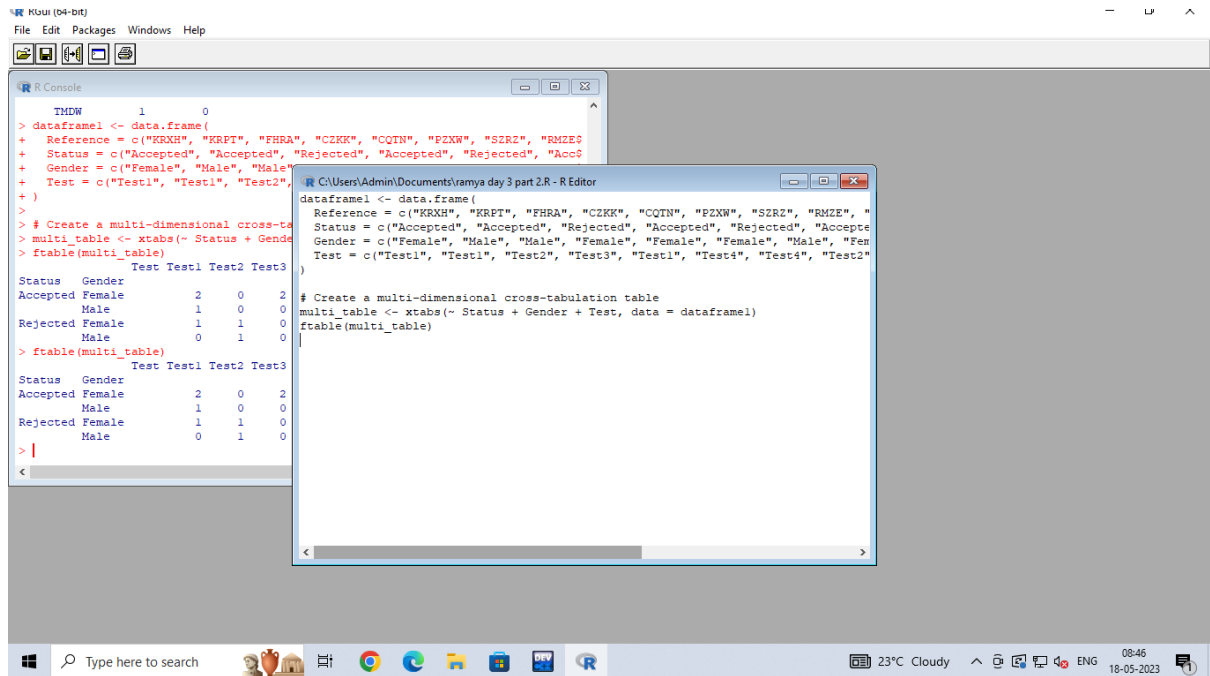 RGui (64-bit)
File Edit Packages Windows Help
R Console
    TMDW        1        0
> dataframe1 <- data.frame(
+   Reference = c("KRXH", "KRPT", "FHRA", "CZKK", "CQTN", "PZXW", "SZRZ", "RMZE$
+   Status = c("Accepted", "Accepted", "Rejected", "Accepted", "Rejected", "Acc$
+   Gender = c("Female", "Male", "Male"
+   Test = c("Test1", "Test1", "Test2",
+ )
>
> # Create a multi-dimensional cross-ta
> multi_table <- xtabs(~ Status + Gende
> ftable(multi_table)
                Test Test1 Test2 Test3
Status   Gender
Accepted Female          2     0     2
         Male            1     0     0
Rejected Female          1     1     0
         Male            0     1     0
> ftable(multi_table)
                Test Test1 Test2 Test3
Status   Gender
Accepted Female          2     0     2
         Male            1     0     0
Rejected Female          1     1     0
         Male            0     1     0
>
C:\Users\Admin\Documents\ramya day 3 part 2.R - R Editor
dataframe1 <- data.frame(
  Reference = c("KRXH", "KRPT", "FHRA", "CZKK", "CQTN", "PZXW", "SZRZ", "RMZE", "
  Status = c("Accepted", "Accepted", "Rejected", "Accepted", "Rejected", "Accepte
  Gender = c("Female", "Male", "Male", "Female", "Female", "Female", "Male", "Fem
  Test = c("Test1", "Test1", "Test2", "Test3", "Test1", "Test4", "Test4", "Test2"
)
# Create a multi-dimensional cross-tabulation table
multi_table <- xtabs(~ Status + Gender + Test, data = dataframe1)
ftable(multi_table)
Type here to search
DEV
23°C Cloudy
ENG
08:46
18-05-2023
1